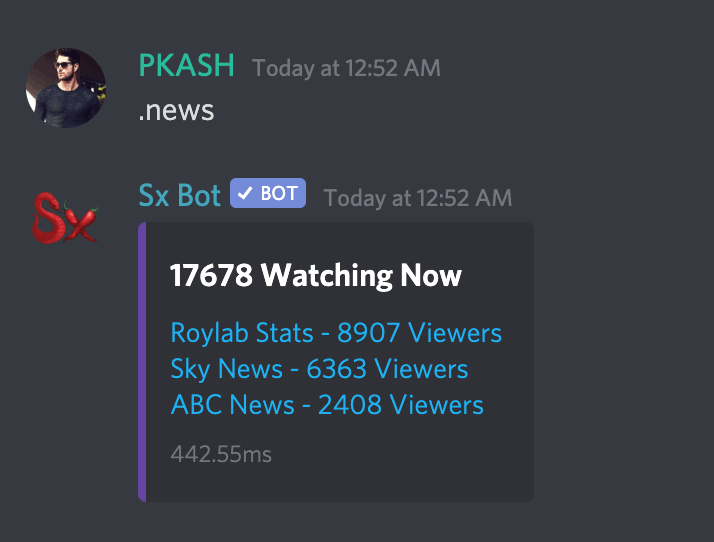 PKASH Today at 12:52 AM
.news
Sx
Sx Bot BOT Today at 12:52 AM
17678 Watching Now
Roylab Stats - 8907 Viewers
Sky News - 6363 Viewers
ABC News - 2408 Viewers
442.55ms